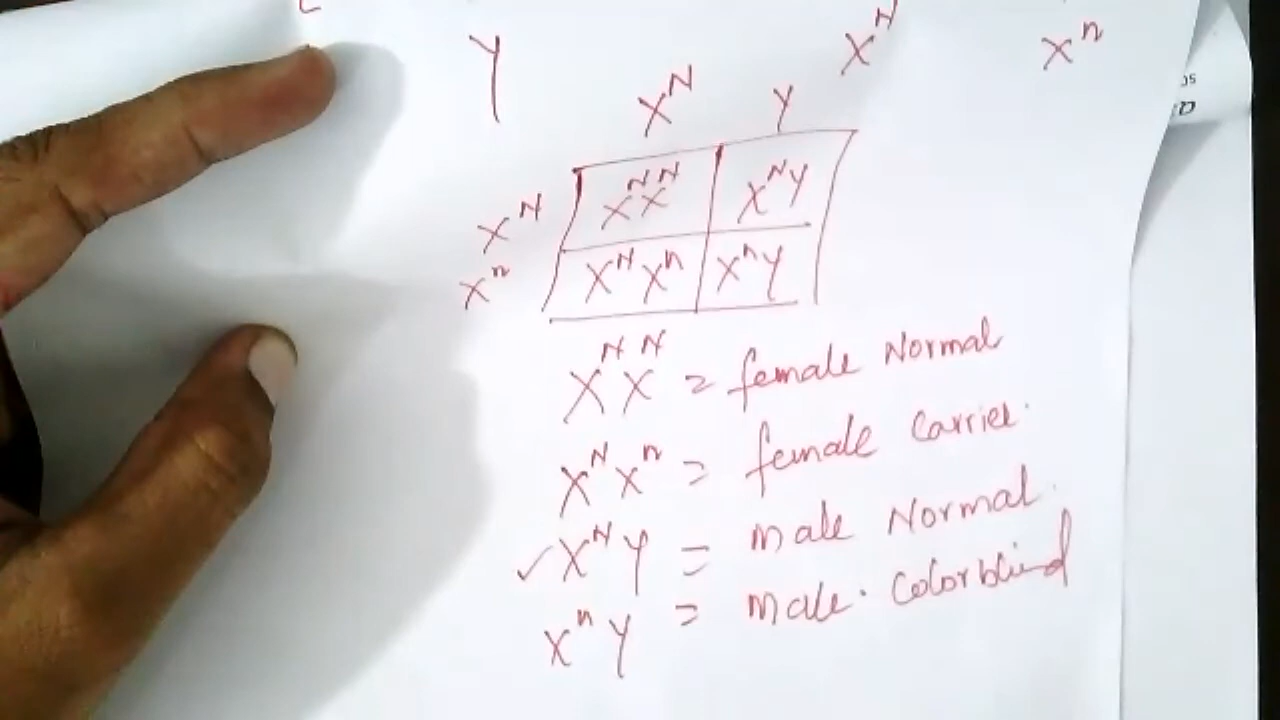 Y X^N X^n
X^N Y
X^N X^N X^N Y
X^n X^N X^n X^n Y
X^N X^N = female Normal
X^N X^n = female Carrier.
✓ X^N Y = male Normal.
X^n Y = male. Colorblind